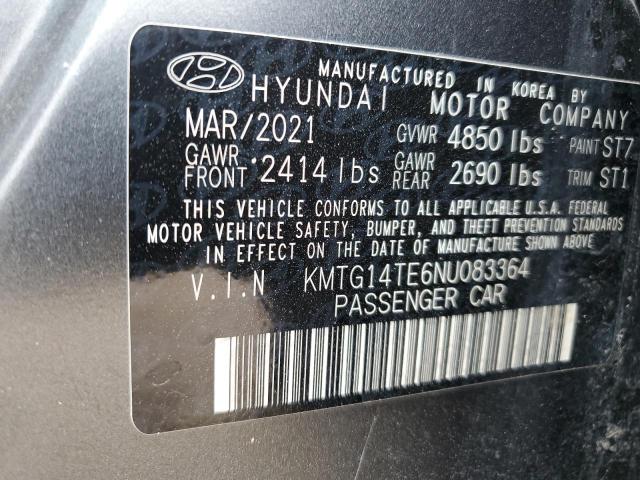 MANUFACTURED IN KOREA BY
HYUNDAI MOTOR COMPANY
MAR/2021 GVWR 4850 lbs PAINT ST7
GAWR FRONT 2414 lbs GAWR REAR 2690 lbs TRIM ST1
THIS VEHICLE CONFORMS TO ALL APPLICABLE U.S.A. FEDERAL
MOTOR VEHICLE SAFETY, BUMPER, AND THEFT PREVENTION STANDARDS
IN EFFECT ON THE DATE OF MANUFACTURE SHOWN ABOVE.
V.I.N KMTG14TE6NU083364
PASSENGER CAR